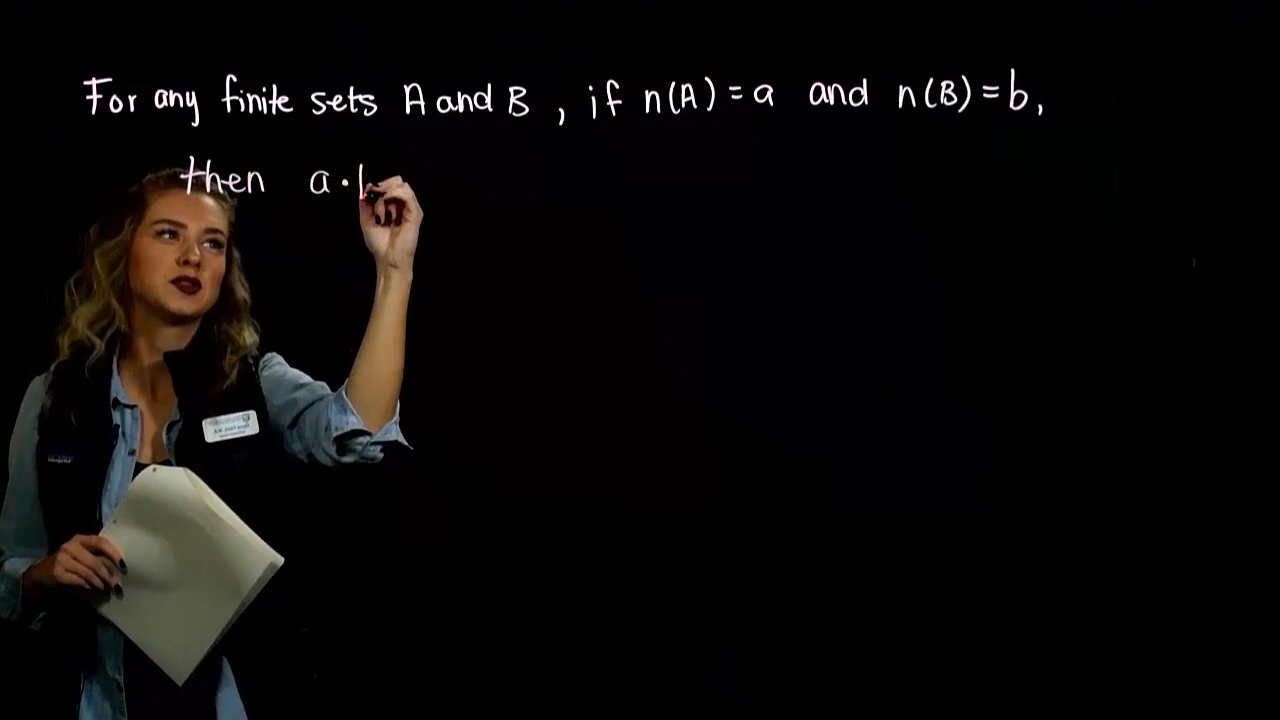 For any finite sets A and B, if n(A) = a and n(B) = b,
then a ·